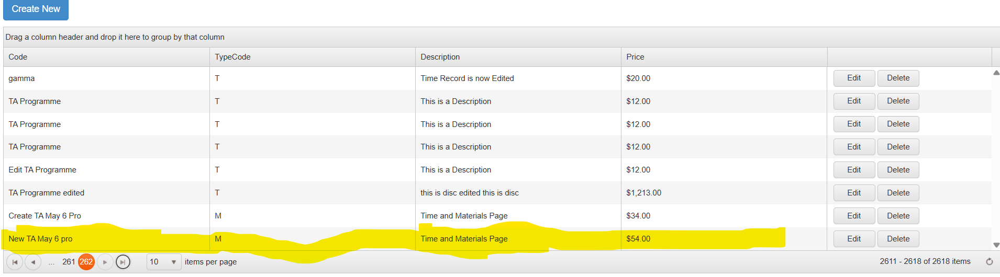 Create New
Drag a column header and drop it here to group by that column
Code TypeCode Description Price
gamma T Time Record is now Edited $20.00 Edit Delete
TA Programme T This is a Description $12.00 Edit Delete
TA Programme T This is a Description $12.00 Edit Delete
TA Programme T This is a Description $12.00 Edit Delete
Edit TA Programme T This is a Description $12.00 Edit Delete
TA Programme edited T this is disc edited this is disc $1,213.00 Edit Delete
Create TA May 6 Pro M Time and Materials Page $34.00 Edit Delete
New TA May 6 pro M Time and Materials Page $54.00 Edit Delete
... 261 262 10 items per page 2611 - 2618 of 2618 items